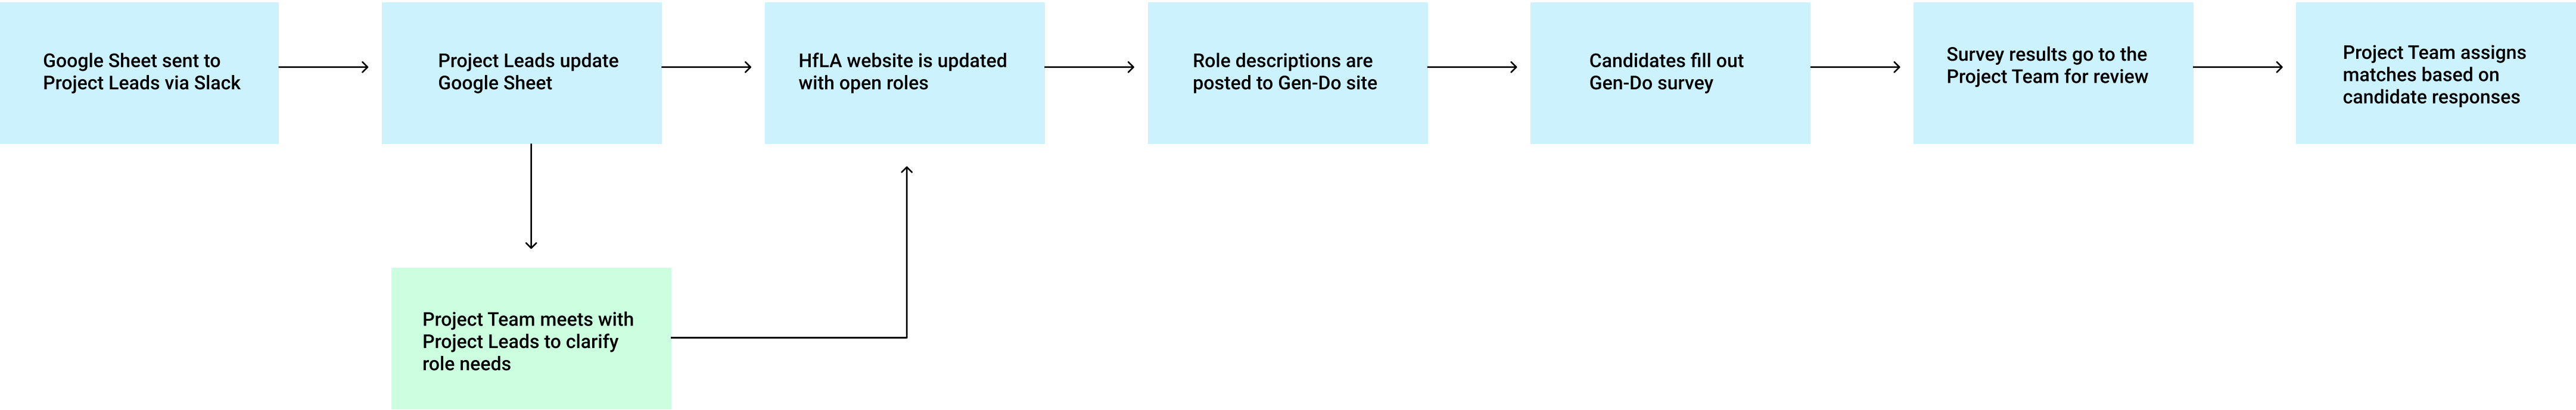 Google Sheet sent to
Project Leads via Slack
Project Leads update
Google Sheet
HfLA website is updated
with open roles
Role descriptions are
posted to Gen-Do site
Candidates fill out
Gen-Do survey
Survey results go to the
Project Team for review
Project Team assigns
matches based on
candidate responses
Project Team meets with
Project Leads to clarify
role needs